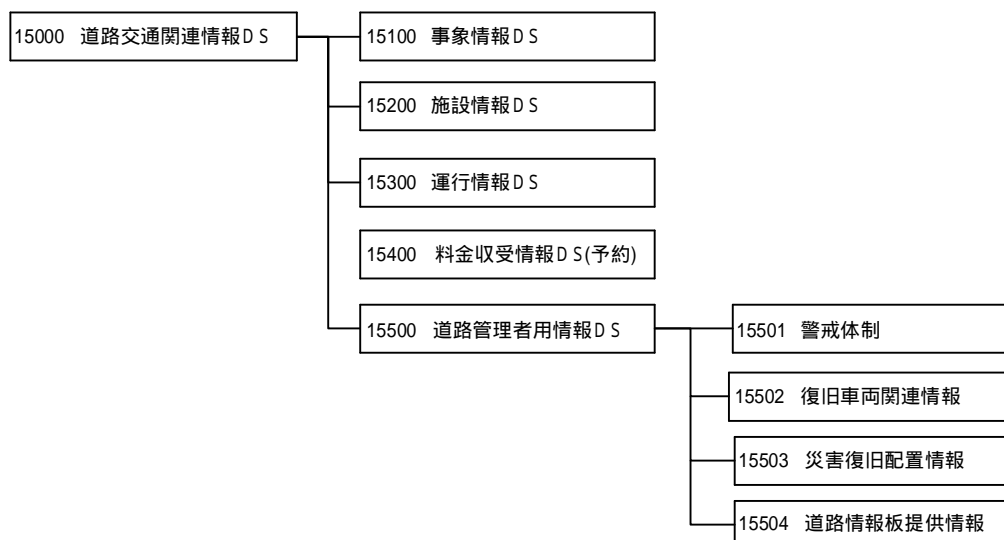 15000 道路交通関連情報DS
15100 事象情報DS
15200 施設情報DS
15300 運行情報DS
15400 料金収受情報DS(予約)
15500 道路管理者用情報DS
15501 警戒体制
15502 復旧車両関連情報
15503 災害復旧配置情報
15504 道路情報板提供情報